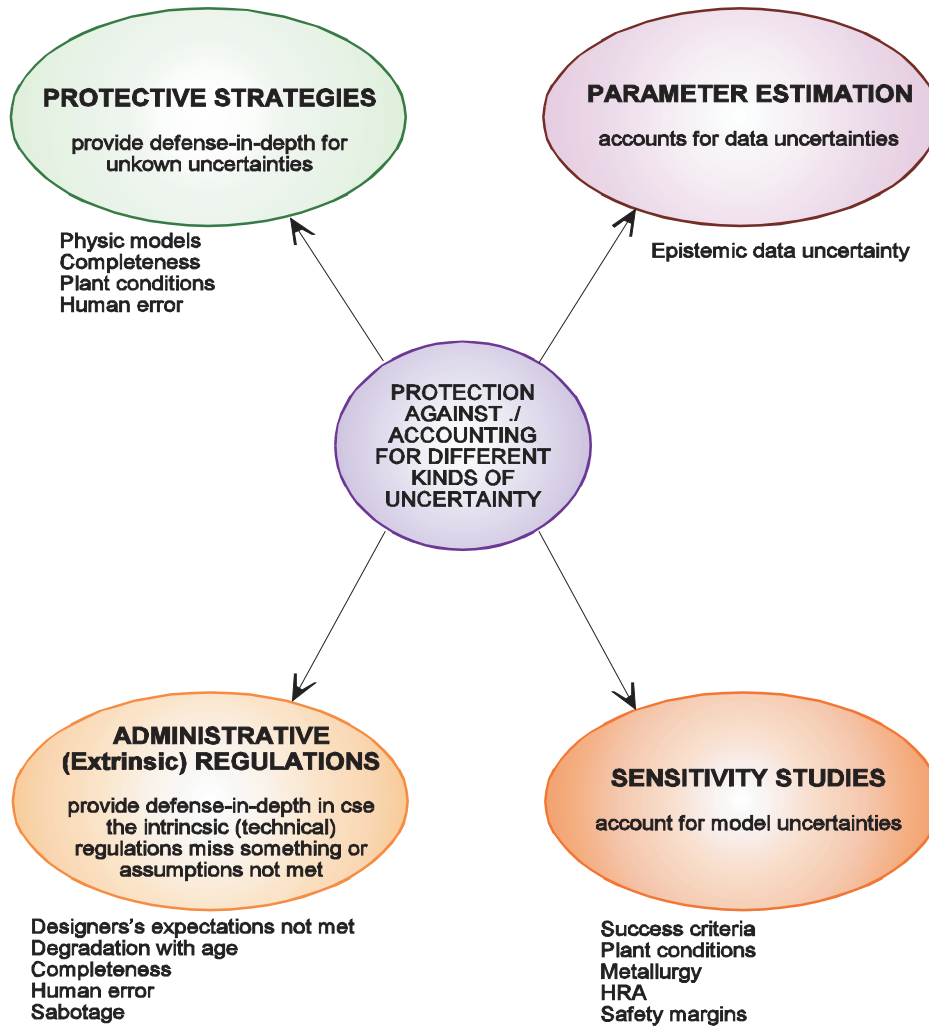 PROTECTIVE STRATEGIES
provide defense-in-depth for
unkown uncertainties
Physic models
Completeness
Plant conditions
Human error
PARAMETER ESTIMATION
accounts for data uncertainties
Epistemic data uncertainty
PROTECTION
AGAINST ./
ACCOUNTING
FOR DIFFERENT
KINDS OF
UNCERTAINTY
ADMINISTRATIVE
(Extrinsic) REGULATIONS
provide defense-in-depth in cse
the intrincsic (technical)
regulations miss something or
assumptions not met
Designers's expectations not met
Degradation with age
Completeness
Human error
Sabotage
SENSITIVITY STUDIES
account for model uncertainties
Success criteria
Plant conditions
Metallurgy
HRA
Safety margins